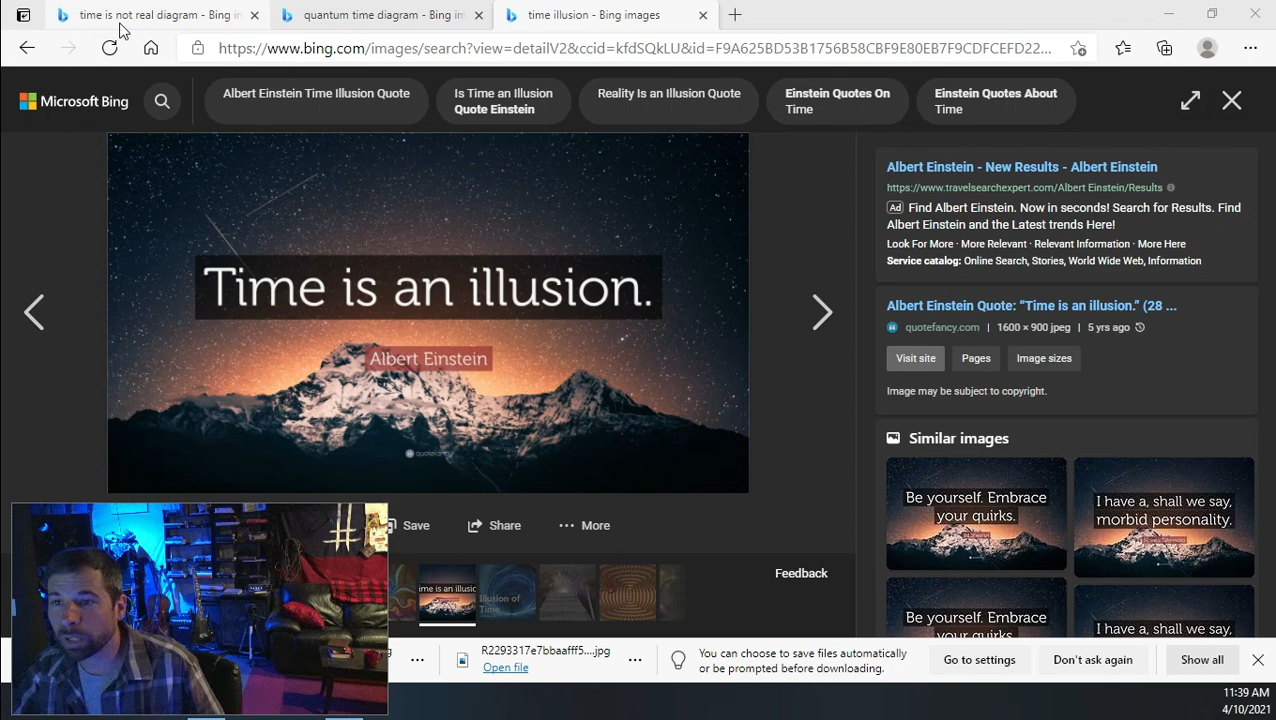 time is not real diagram - Bing im
quantum time diagram - Bing im
time illusion - Bing images
https://www.bing.com/images/search?view=detailV2&ccid=kfdSQkLU&id=F9A625BD53B1756B58CBF9E80EB7F9CDFCEFD22...
Microsoft Bing
Albert Einstein Time Illusion Quote
Is Time an Illusion
Quote Einstein
Reality Is an Illusion Quote
Einstein Quotes On
Time
Einstein Quotes About
Time
Time is an illusion.
Albert Einstein
quotefancy
Albert Einstein - New Results - Albert Einstein
https://www.travelsearchexpert.com/Albert Einstein/Results
Ad Find Albert Einstein. Now in seconds! Search for Results. Find
Albert Einstein and the Latest trends Here!
Look For More · More Relevant · Relevant Information · More Here
Service catalog: Online Search, Stories, World Wide Web, Information
Albert Einstein Quote: “Time is an illusion.” (28 ...
quotefancy.com | 1600 × 900 jpeg | 5 yrs ago
Visit site
Pages
Image sizes
Image may be subject to copyright.
Similar images
Be yourself. Embrace
your quirks.
I have a, shall we say,
morbid personality.
Be yourself. Embrace
your quirks.
I have a, shall we say,
Save
Share
More
Feedback
ime is an illusic
Illusion of
Time
R2293317e7bbaafff5....jpg
Open file
You can choose to save files automatically
or be prompted before downloading.
Go to settings
Don't ask again
Show all
11:39 AM
4/10/2021